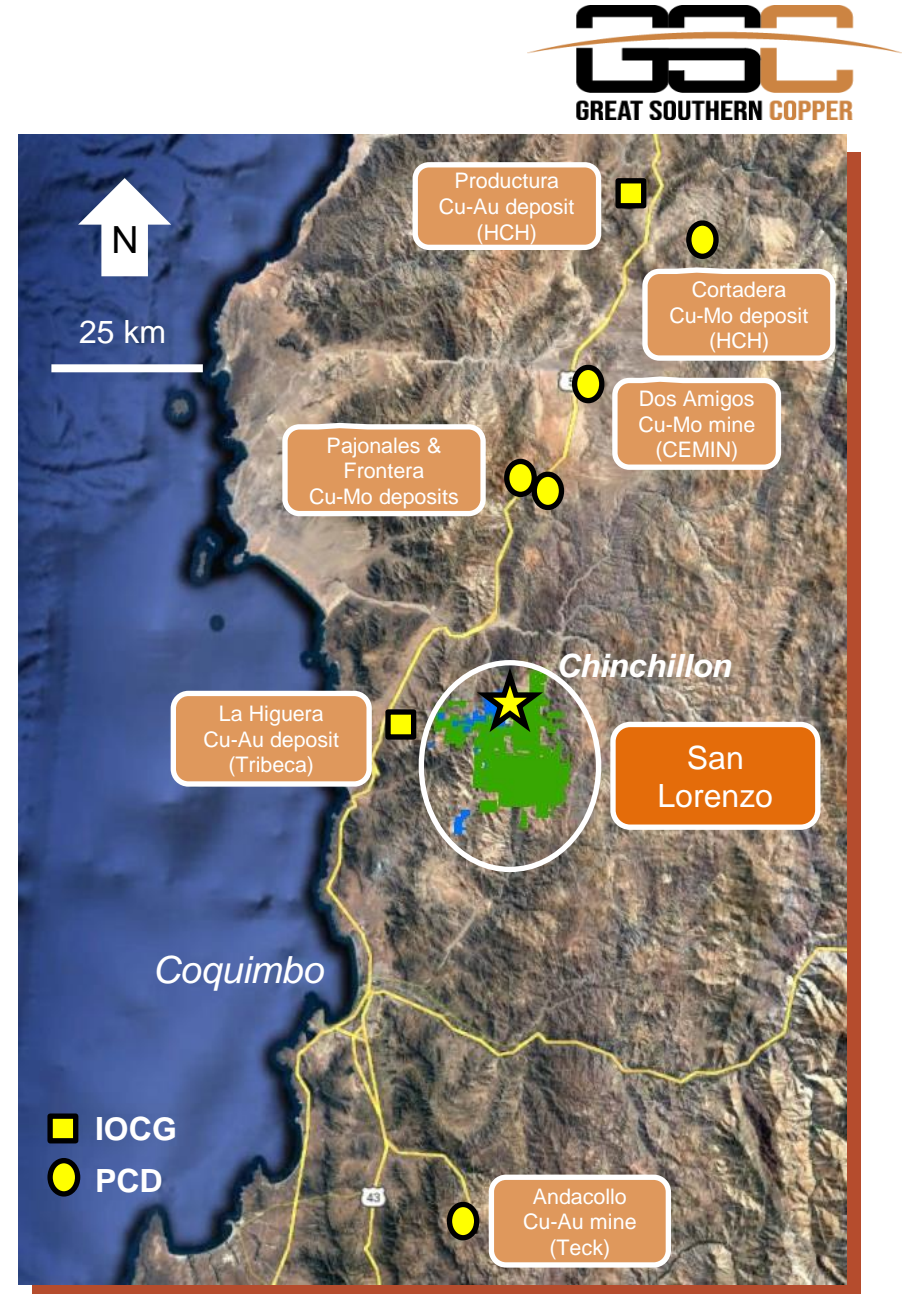 GSC
GREAT SOUTHERN COPPER
N
25 km
Productura
Cu-Au deposit
(HCH)
Cortadera
Cu-Mo deposit
(HCH)
5
Dos Amigos
Cu-Mo mine
(CEMIN)
Pajonales &
Frontera
Cu-Mo deposits
Chinchillon
La Higuera
Cu-Au deposit
(Tribeca)
San
Lorenzo
Coquimbo
IOCG
PCD
43
Andacollo
Cu-Au mine
(Teck)